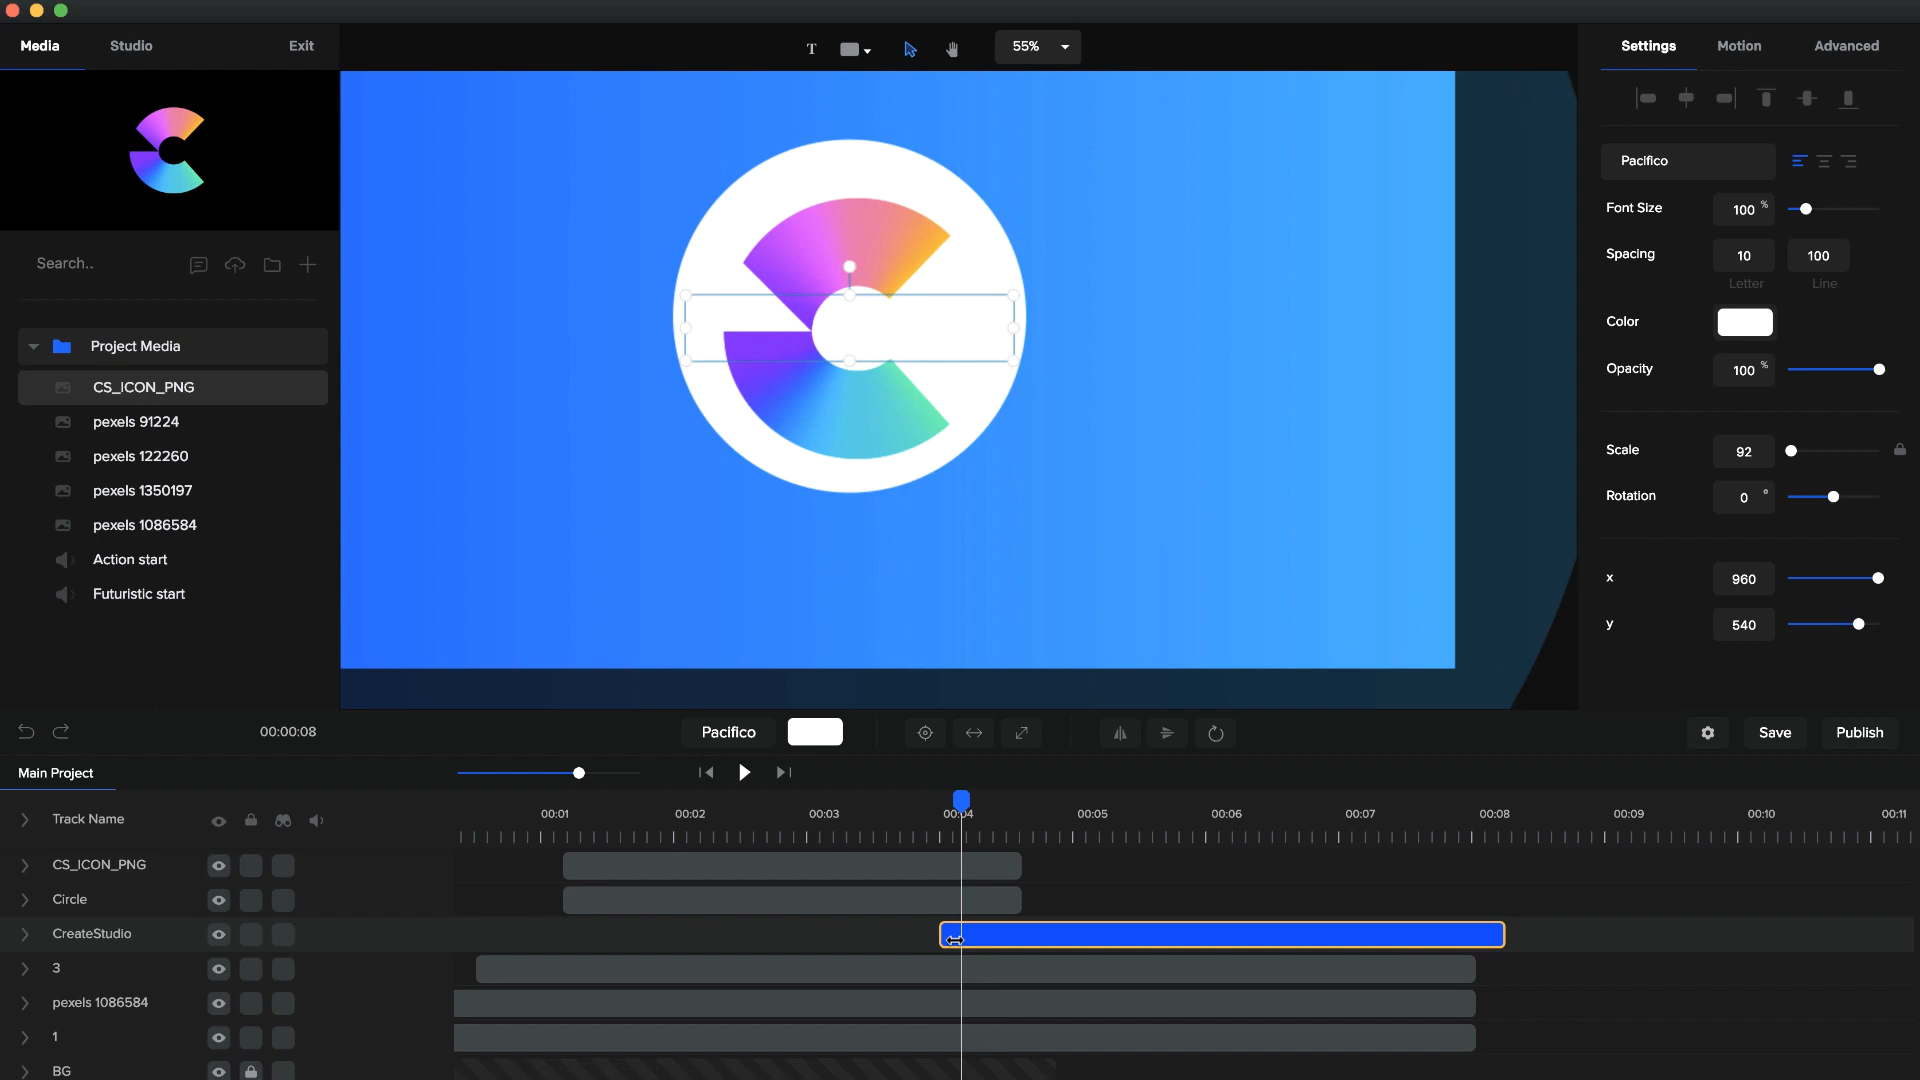 Media Studio Exit
T 55%
Settings Motion Advanced
Search..
Project Media
CS_ICON_PNG
pexels 91224
pexels 122260
pexels 1350197
pexels 1086584
Action start
Futuristic start
Pacifico
Font Size 100 %
Spacing 10 100
Letter Line
Color
Opacity 100 %
Scale 92
Rotation 0 °
x 960
y 540
00:00:08 Pacifico Save Publish
Main Project
Track Name 00:01 00:02 00:03 00:04 00:05 00:06 00:07 00:08 00:09 00:10 00:11
CS_ICON_PNG
Circle
CreateStudio
3
pexels 1086584
1
BG